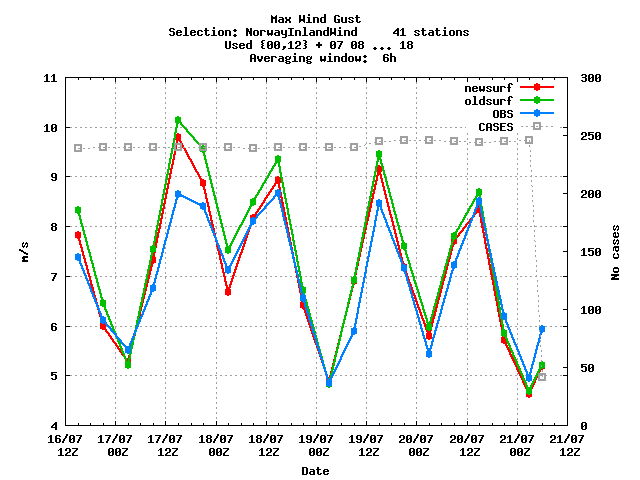 Max Wind Gust
Selection: NorwayInlandWind     41 stations
Used {00,12} + 07 08 ... 18
Averaging window:  6h
11
10
9
8
7
6
5
4
m/s
300
250
200
150
100
50
0
No cases
newsurf
oldsurf
OBS
CASES
16/07 17/07 17/07 18/07 18/07 19/07 19/07 20/07 20/07 21/07 21/07
12Z 00Z 12Z 00Z 12Z 00Z 12Z 00Z 12Z 00Z 12Z
Date